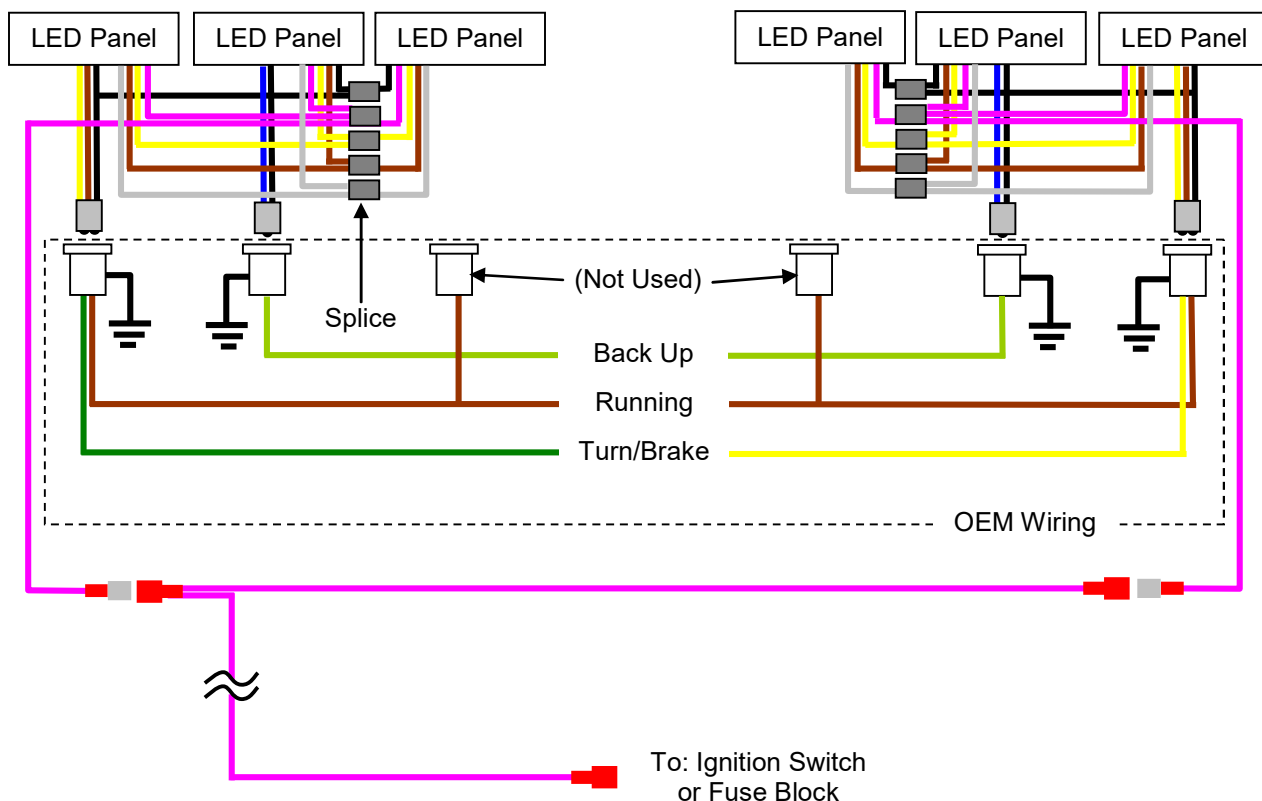 LED Panel
LED Panel
LED Panel
LED Panel
LED Panel
LED Panel
(Not Used)
Splice
Back Up
Running
Turn/Brake
OEM Wiring
To: Ignition Switch
or Fuse Block